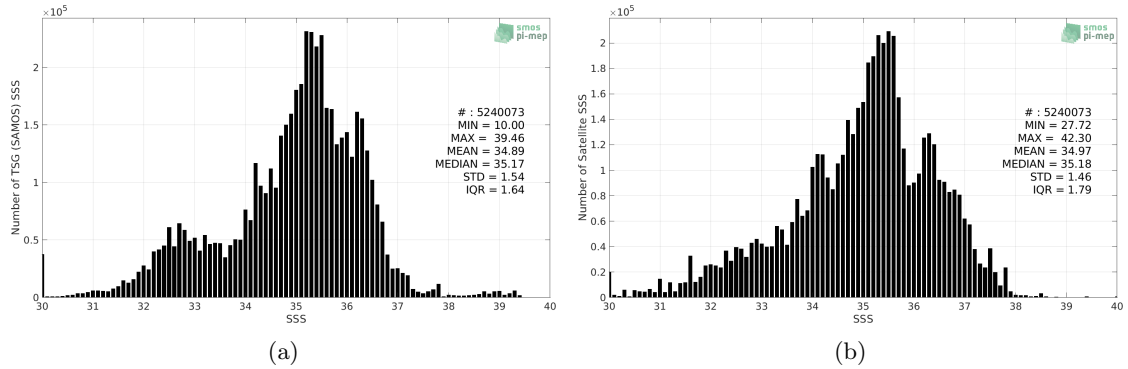 ×10⁵
smos
pi-mep
Number of TSG (SAMOS) SSS
2
1.5
1
0.5
0
# : 5240073
MIN = 10.00
MAX = 39.46
MEAN = 34.89
MEDIAN = 35.17
STD = 1.54
IQR = 1.64
30 31 32 33 34 35 36 37 38 39 40
SSS
(a)
×10⁵
smos
pi-mep
Number of Satellite SSS
2
1.8
1.6
1.4
1.2
1
0.8
0.6
0.4
0.2
0
# : 5240073
MIN = 27.72
MAX = 42.30
MEAN = 34.97
MEDIAN = 35.18
STD = 1.46
IQR = 1.79
30 31 32 33 34 35 36 37 38 39 40
SSS
(b)